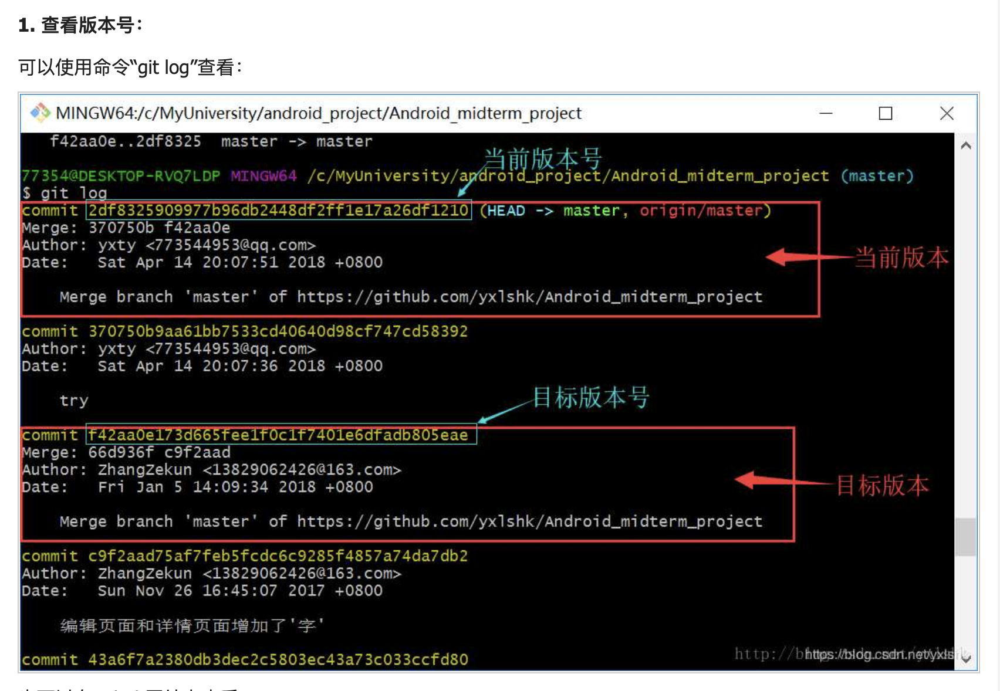 1. 查看版本号：
可以使用命令“git log”查看：
MINGW64:/c/MyUniversity/android_project/Android_midterm_project
f42aa0e..2df8325  master -> master
当前版本号
77354@DESKTOP-RVQ7LDP MINGW64 /c/MyUniversity/android_project/Android_midterm_project (master)
$ git log
commit 2df8325909977b96db2448df2ff1e17a26df1210 (HEAD -> master, origin/master)
Merge: 370750b f42aa0e
Author: yxty <773544953@qq.com>
Date:   Sat Apr 14 20:07:51 2018 +0800
当前版本
Merge branch 'master' of https://github.com/yxlshk/Android_midterm_project
commit 370750b9aa61bb7533cd40640d98cf747cd58392
Author: yxty <773544953@qq.com>
Date:   Sat Apr 14 20:07:36 2018 +0800
try
目标版本号
commit f42aa0e173d665fee1f0c1f7401e6dfadb805eae
Merge: 66d936f c9f2aad
Author: ZhangZekun <13829062426@163.com>
Date:   Fri Jan 5 14:09:34 2018 +0800
目标版本
Merge branch 'master' of https://github.com/yxlshk/Android_midterm_project
commit c9f2aad75af7feb5fcdc6c9285f4857a74da7db2
Author: ZhangZekun <13829062426@163.com>
Date:   Sun Nov 26 16:45:07 2017 +0800
编辑页面和详情页面增加了'字'
commit 43a6f7a2380db3dec2c5803ec43a73c033ccfd80
https://blog.csdn.net/yxls